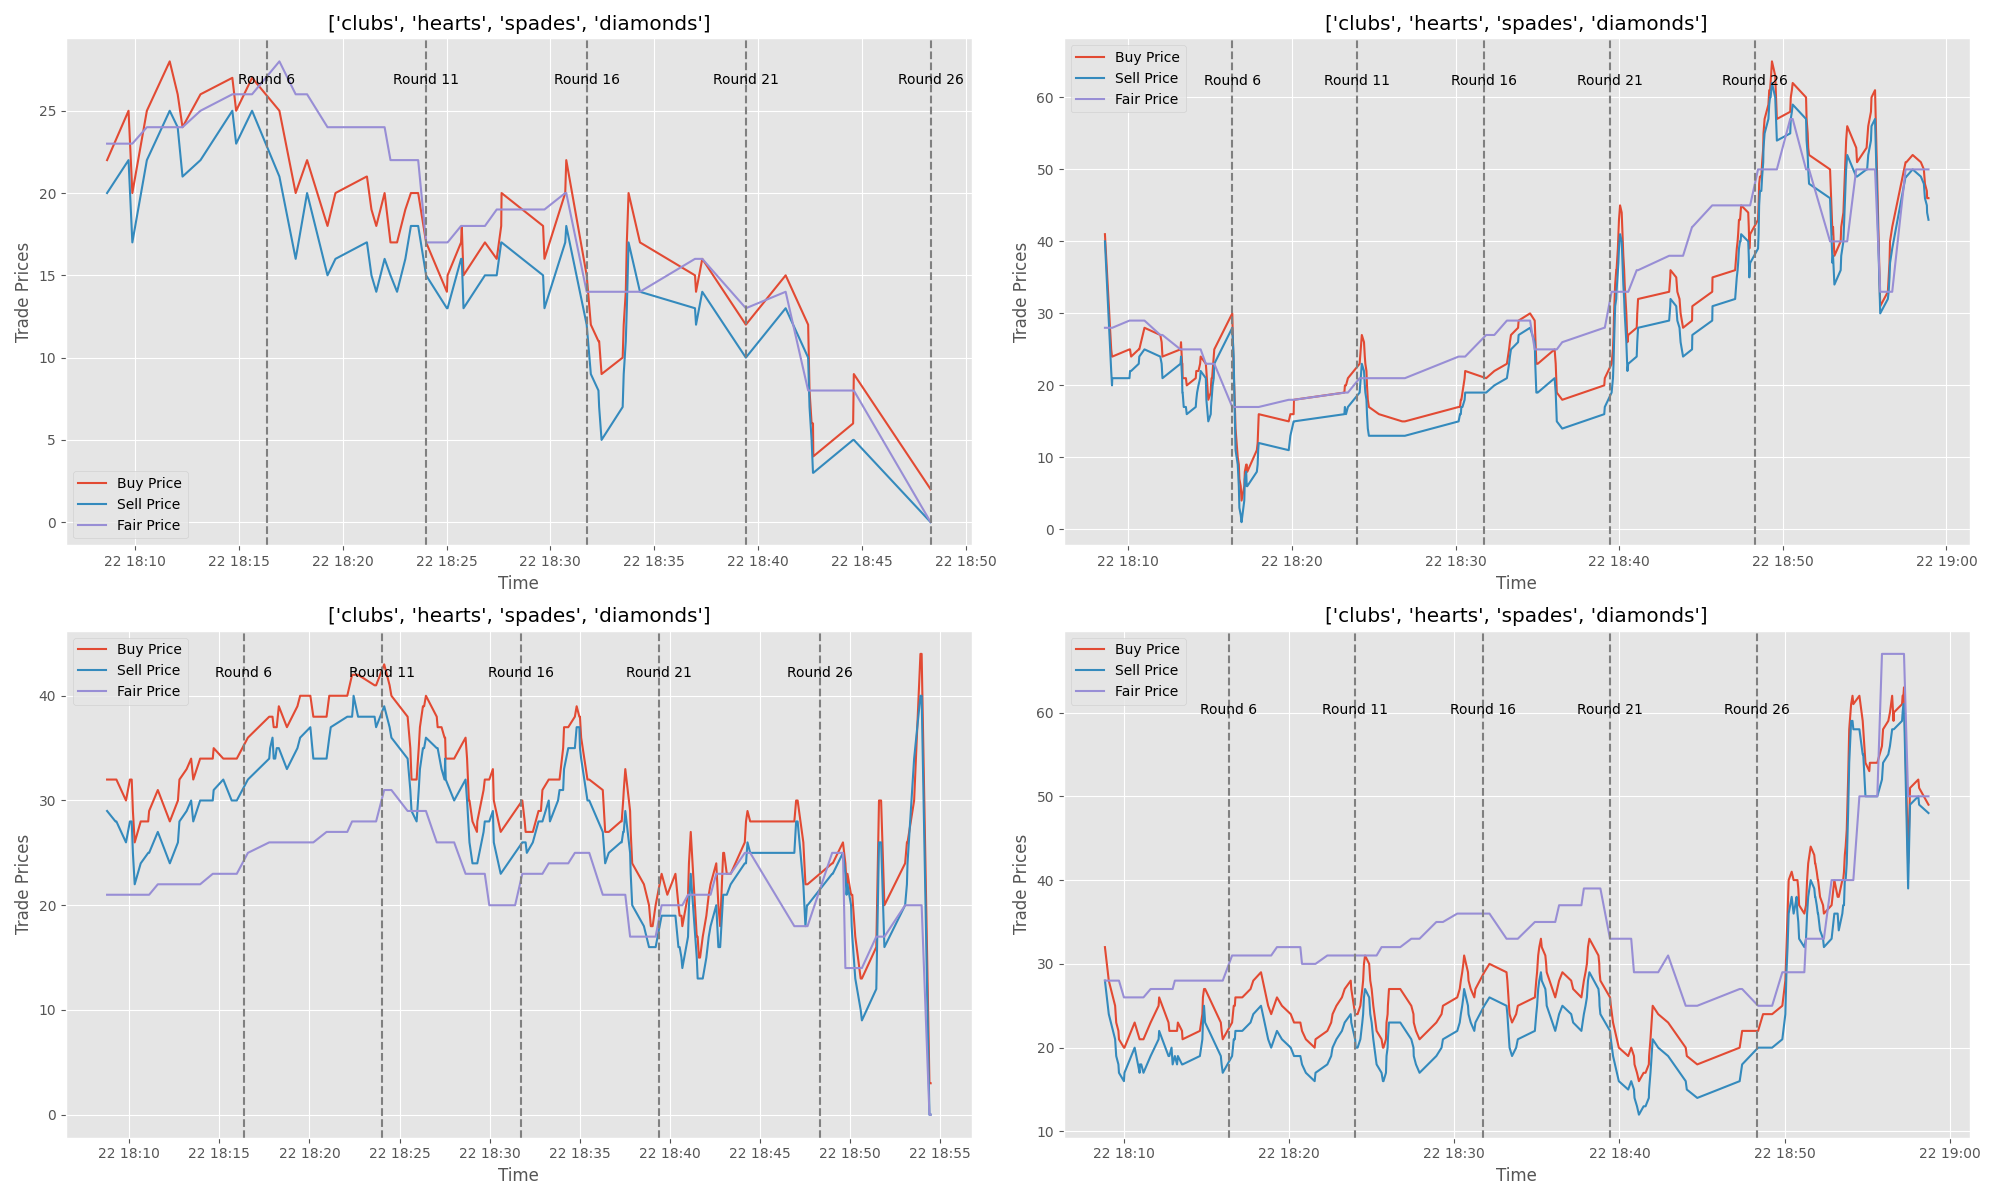 ['clubs', 'hearts', 'spades', 'diamonds']
Round 6 Round 11 Round 16 Round 21 Round 26
25
20
15
10
5
0
Trade Prices
Buy Price
Sell Price
Fair Price
22 18:10 22 18:15 22 18:20 22 18:25 22 18:30 22 18:35 22 18:40 22 18:45 22 18:50
Time
['clubs', 'hearts', 'spades', 'diamonds']
Buy Price
Sell Price
Fair Price
Round 6 Round 11 Round 16 Round 21 Round 26
60
50
40
30
20
10
0
Trade Prices
22 18:10 22 18:20 22 18:30 22 18:40 22 18:50 22 19:00
Time
['clubs', 'hearts', 'spades', 'diamonds']
Buy Price
Sell Price
Fair Price
Round 6 Round 11 Round 16 Round 21 Round 26
40
30
20
10
0
Trade Prices
22 18:10 22 18:15 22 18:20 22 18:25 22 18:30 22 18:35 22 18:40 22 18:45 22 18:50 22 18:55
Time
['clubs', 'hearts', 'spades', 'diamonds']
Buy Price
Sell Price
Fair Price
Round 6 Round 11 Round 16 Round 21 Round 26
60
50
40
30
20
10
Trade Prices
22 18:10 22 18:20 22 18:30 22 18:40 22 18:50 22 19:00
Time